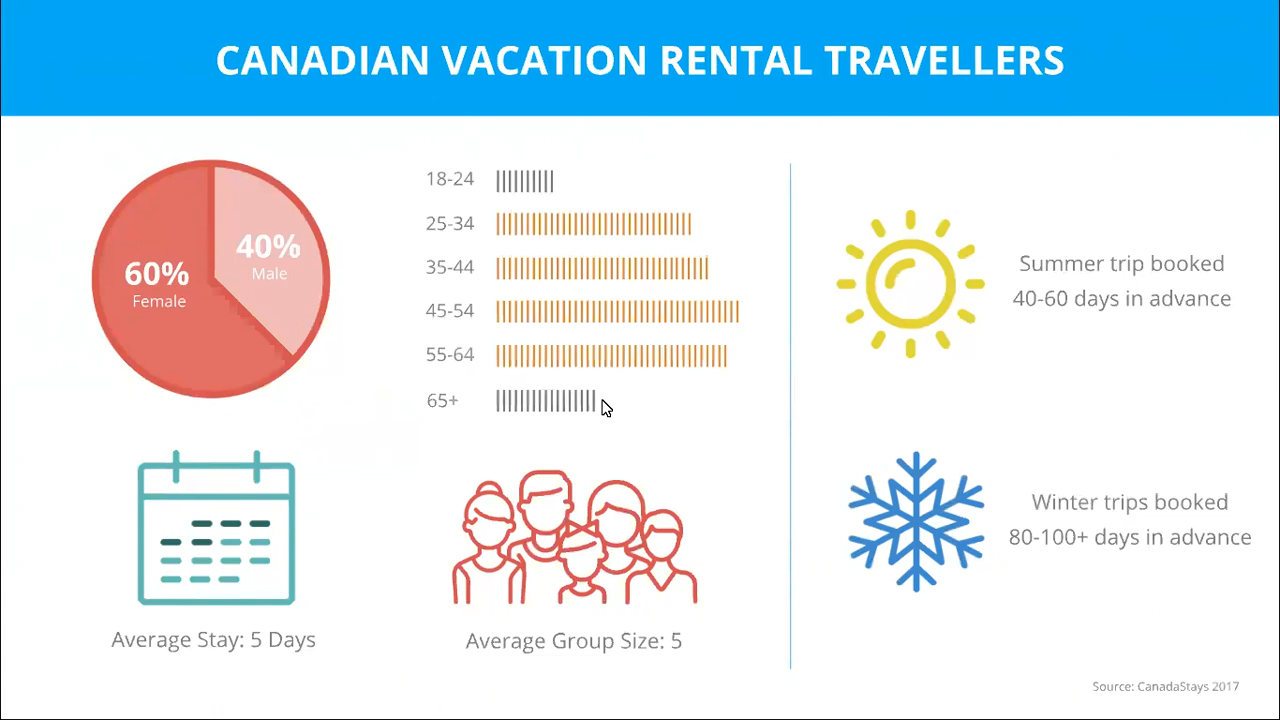 CANADIAN VACATION RENTAL TRAVELLERS
60%
Female
40%
Male
18-24
25-34
35-44
45-54
55-64
65+
Average Stay: 5 Days
Average Group Size: 5
Summer trip booked
40-60 days in advance
Winter trips booked
80-100+ days in advance
Source: CanadaStays 2017